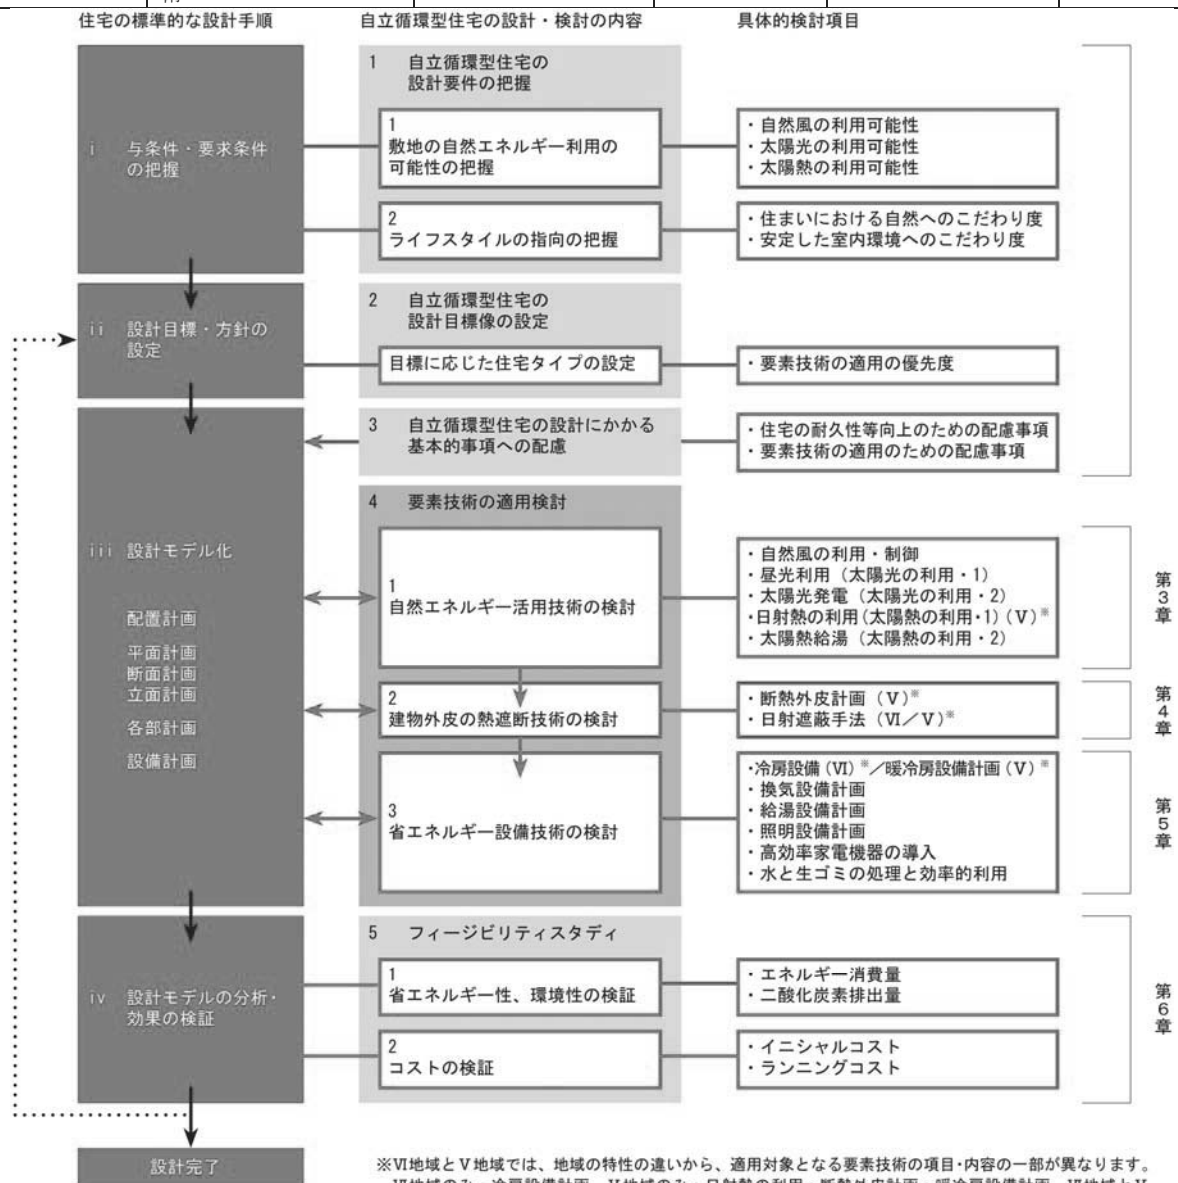 住宅の標準的な設計手順
自立循環型住宅の設計・検討の内容
具体的検討項目
i 与条件・要求条件
の把握
1 自立循環型住宅の
設計要件の把握
1
敷地の自然エネルギー利用の
可能性の把握
・自然風の利用可能性
・太陽光の利用可能性
・太陽熱の利用可能性
2
ライフスタイルの指向の把握
・住まいにおける自然へのこだわり度
・安定した室内環境へのこだわり度
ii 設計目標・方針の
設定
2 自立循環型住宅の
設計目標像の設定
目標に応じた住宅タイプの設定
・要素技術の適用の優先度
3 自立循環型住宅の設計にかかる
基本的事項への配慮
・住宅の耐久性等向上のための配慮事項
・要素技術の適用のための配慮事項
iii 設計モデル化
配置計画
平面計画
断面計画
立面計画
各部計画
設備計画
4 要素技術の適用検討
1
自然エネルギー活用技術の検討
・自然風の利用・制御
・昼光利用（太陽光の利用・1）
・太陽光発電（太陽光の利用・2）
・日射熱の利用（太陽熱の利用・1）（Ⅴ）※
・太陽熱給湯（太陽熱の利用・2）
第3章
2
建物外皮の熱遮断技術の検討
・断熱外皮計画（Ⅴ）※
・日射遮蔽手法（Ⅵ／Ⅴ）※
第4章
3
省エネルギー設備技術の検討
・冷房設備（Ⅵ）※／暖冷房設備計画（Ⅴ）※
・換気設備計画
・給湯設備計画
・照明設備計画
・高効率家電機器の導入
・水と生ゴミの処理と効率的利用
第5章
iv 設計モデルの分析・
効果の検証
5 フィージビリティスタディ
1
省エネルギー性、環境性の検証
・エネルギー消費量
・二酸化炭素排出量
2
コストの検証
・イニシャルコスト
・ランニングコスト
第6章
設計完了
※Ⅵ地域とⅤ地域では、地域の特性の違いから、適用対象となる要素技術の項目・内容の一部が異なります。